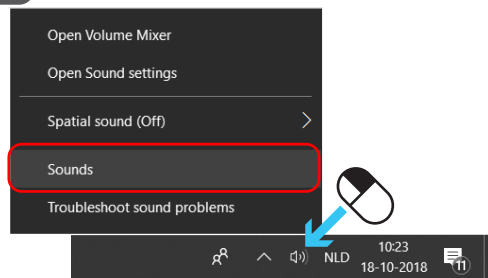 Open Volume Mixer
Open Sound settings
Spatial sound (Off)
Sounds
Troubleshoot sound problems
NLD
10:23
18-10-2018
11